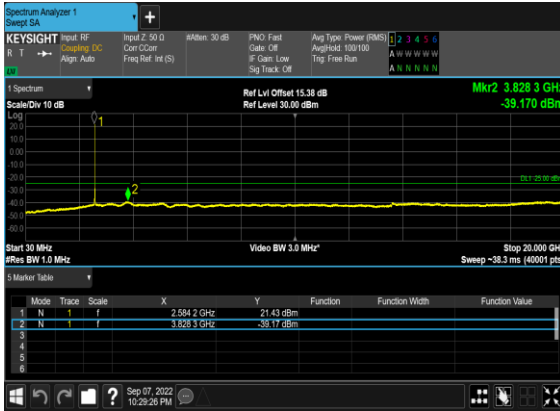 Spectrum Analyzer 1
Swept SA
+
KEYSIGHT
R T
LV
Input: RF
Coupling: DC
Align: Auto
Input Z: 50 Ω
Corr CCorr
Freq Ref: Int (S)
#Atten: 30 dB
PNO: Fast
Gate: Off
IF Gain: Low
Sig Track: Off
Avg Type: Power (RMS)
Avg|Hold: 100/100
Trig: Free Run
1 2 3 4 5 6
A W W W W W
A N N N N N
1 Spectrum
Scale/Div 10 dB
Ref Lvl Offset 15.38 dB
Ref Level 30.00 dBm
Mkr2 3.828 3 GHz
-39.170 dBm
Log
20.0
10.0
0.00
-10.0
-20.0
-30.0
-40.0
-50.0
-60.0
1
2
DL1 -25.00 dBm
Start 30 MHz
#Res BW 1.0 MHz
Video BW 3.0 MHz*
Stop 20.000 GHz
Sweep ~38.3 ms (40001 pts)
5 Marker Table
Mode Trace Scale X Y Function Function Width Function Value
1 N 1 f 2.584 2 GHz 21.43 dBm
2 N 1 f 3.828 3 GHz -39.17 dBm
3
4
5
6
?
Sep 07, 2022
10:29:26 PM